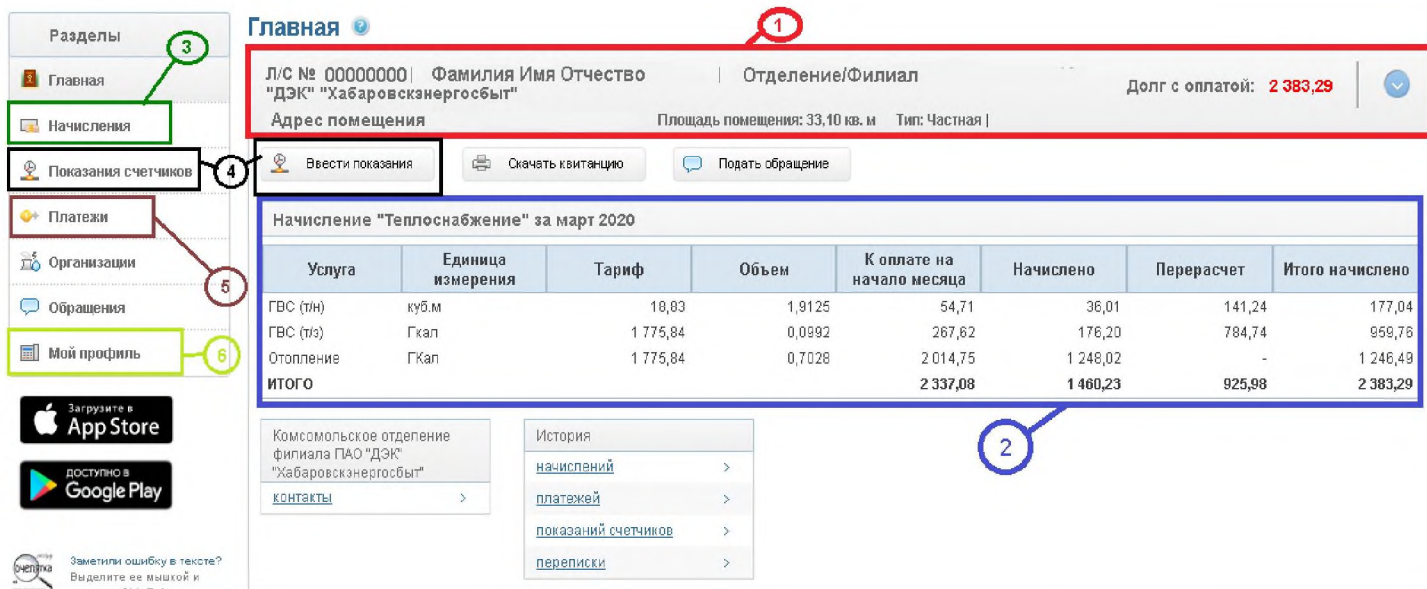 Разделы
Главная
Начисления
Показания счетчиков
Платежи
Организации
Обращения
Мой профиль
3
4
5
6
Загрузите в
App Store
ДОСТУПНО В
Google Play
Заметили ошибку в тексте?
Выделите ее мышкой и
Главная ?
1
Л/С № 00000000 | Фамилия Имя Отчество | Отделение/Филиал
"ДЭК" "Хабаровскэнергосбыт"
Долг с оплатой: 2 383,29
Адрес помещения Площадь помещения: 33,10 кв. м Тип: Частная |
Ввести показания Скачать квитанцию Подать обращение
Начисление "Теплоснабжение" за март 2020
Услуга Единица измерения Тариф Объем К оплате на начало месяца Начислено Перерасчет Итого начислено
ГВС (т/н) куб.м 18,83 1,9125 54,71 36,01 141,24 177,04
ГВС (т/э) Гкал 1 775,84 0,0992 267,62 176,20 784,74 959,76
Отопление ГКал 1 775,84 0,7028 2 014,75 1 248,02 - 1 246,49
ИТОГО 2 337,08 1 460,23 925,98 2 383,29
2
Комсомольское отделение
филиала ПАО "ДЭК"
"Хабаровскэнергосбыт"
контакты >
История
начислений >
платежей >
показаний счетчиков >
переписки >